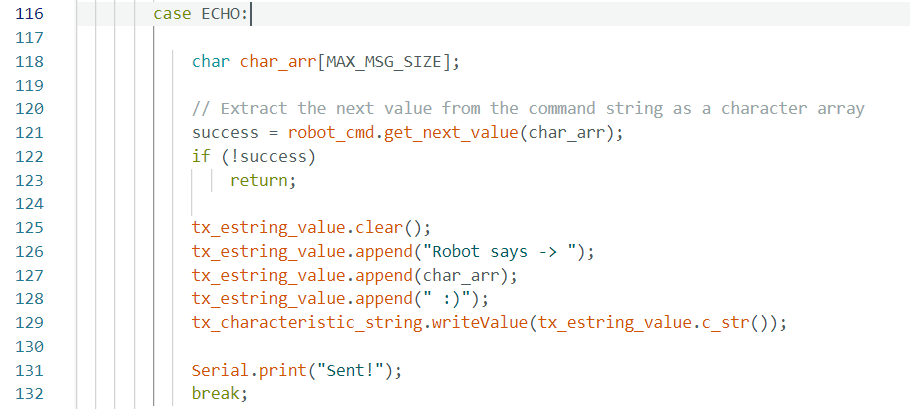 116 case ECHO:
117
118 char char_arr[MAX_MSG_SIZE];
119
120 // Extract the next value from the command string as a character array
121 success = robot_cmd.get_next_value(char_arr);
122 if (!success)
123 return;
124
125 tx_estring_value.clear();
126 tx_estring_value.append("Robot says -> ");
127 tx_estring_value.append(char_arr);
128 tx_estring_value.append(" :)");
129 tx_characteristic_string.writeValue(tx_estring_value.c_str());
130
131 Serial.print("Sent!");
132 break;